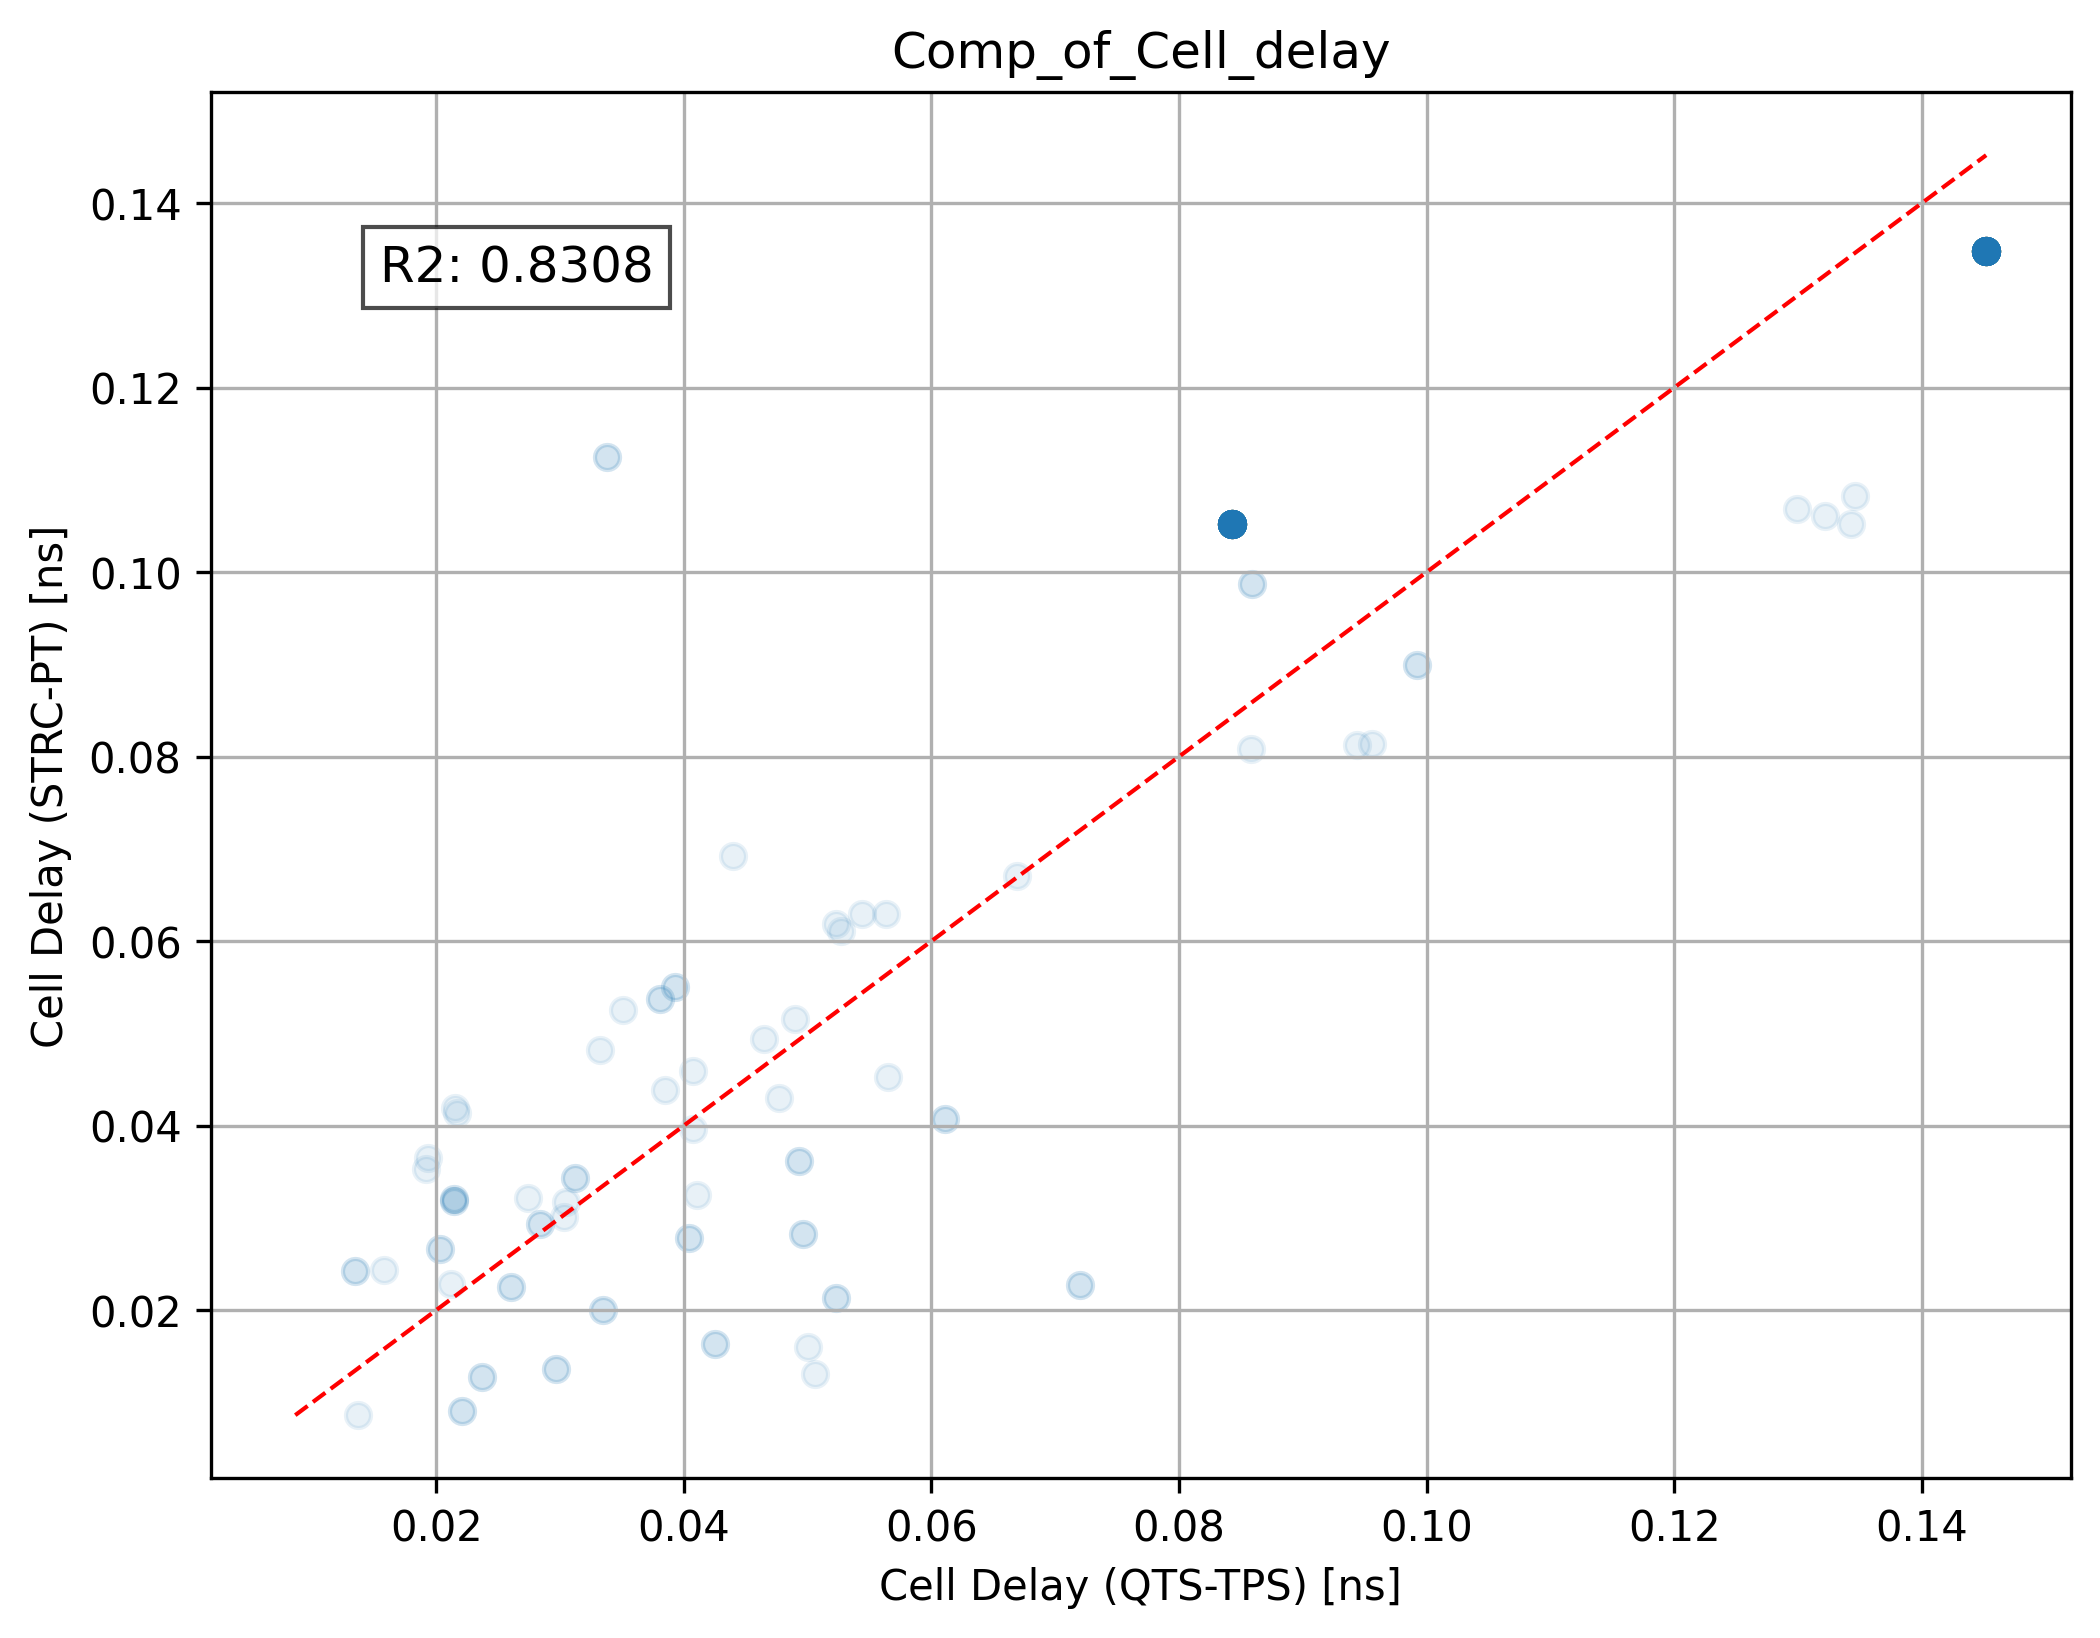 Comp_of_Cell_delay
R2: 0.8308
Cell Delay (STRC-PT) [ns]
0.14
0.12
0.10
0.08
0.06
0.04
0.02
0.02 0.04 0.06 0.08 0.10 0.12 0.14
Cell Delay (QTS-TPS) [ns]